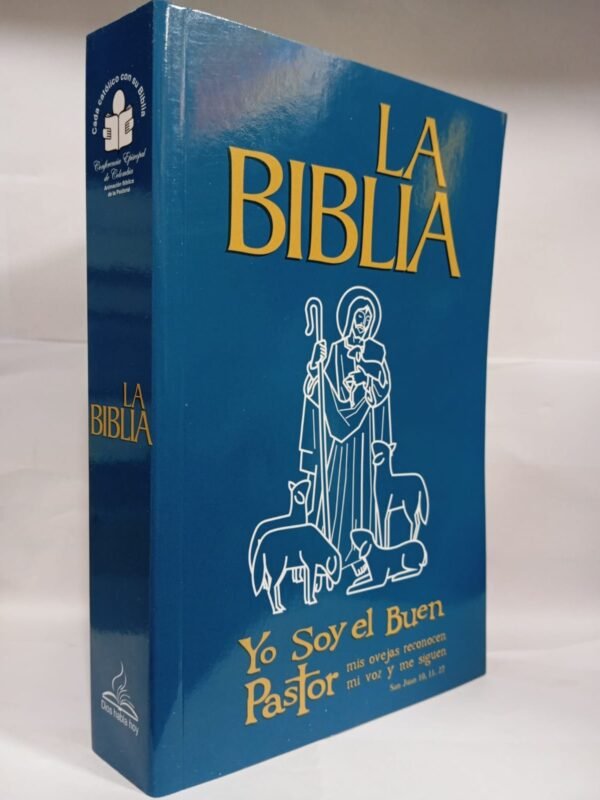 Cada católico con su Biblia
Conferencia Episcopal
de Colombia
Animación Bíblica
de la Pastoral
LA
BIBLIA
Dios habla hoy
LA
BIBLIA
Yo Soy el Buen
Pastor
mis ovejas reconocen
mi voz y me siguen
San Juan 10, 11. 27